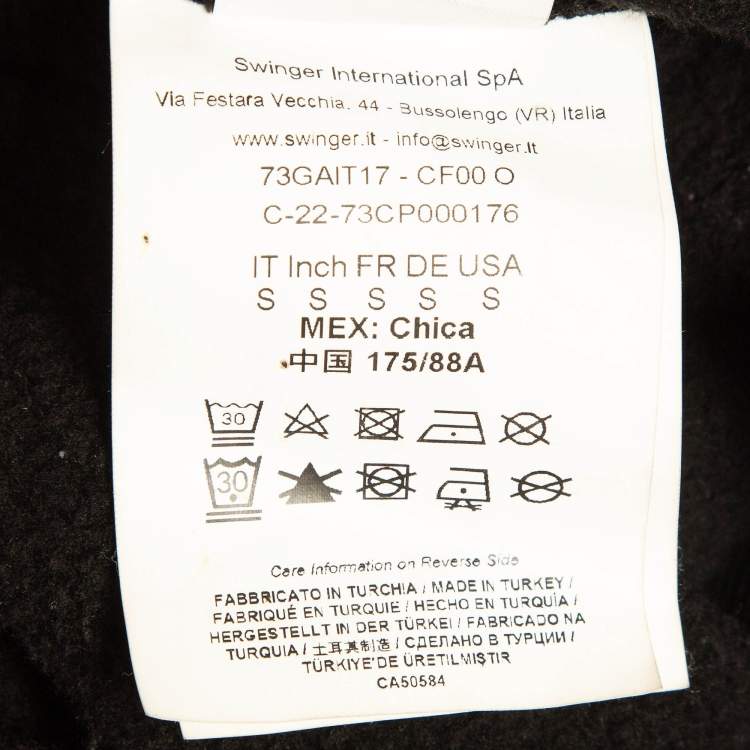 Swinger International SpA
Via Festara Vecchia, 44 - Bussolengo (VR) Italia
www.swinger.it - info@swinger.it
73GAIT17 - CF00 O
C-22-73CP000176
IT Inch FR DE USA
S S S S S
MEX: Chica
中国 175/88A
30
30
Care Information on Reverse Side
FABBRICATO IN TURCHIA / MADE IN TURKEY /
FABRIQUÉ EN TURQUIE / HECHO EN TURQUÍA /
HERGESTELLT IN DER TÜRKEI / FABRICADO NA
TURQUIA / 土耳其制造 / СДЕЛАНО В ТУРЦИИ /
TÜRKİYE'DE ÜRETILMIŞTIR
CA50584